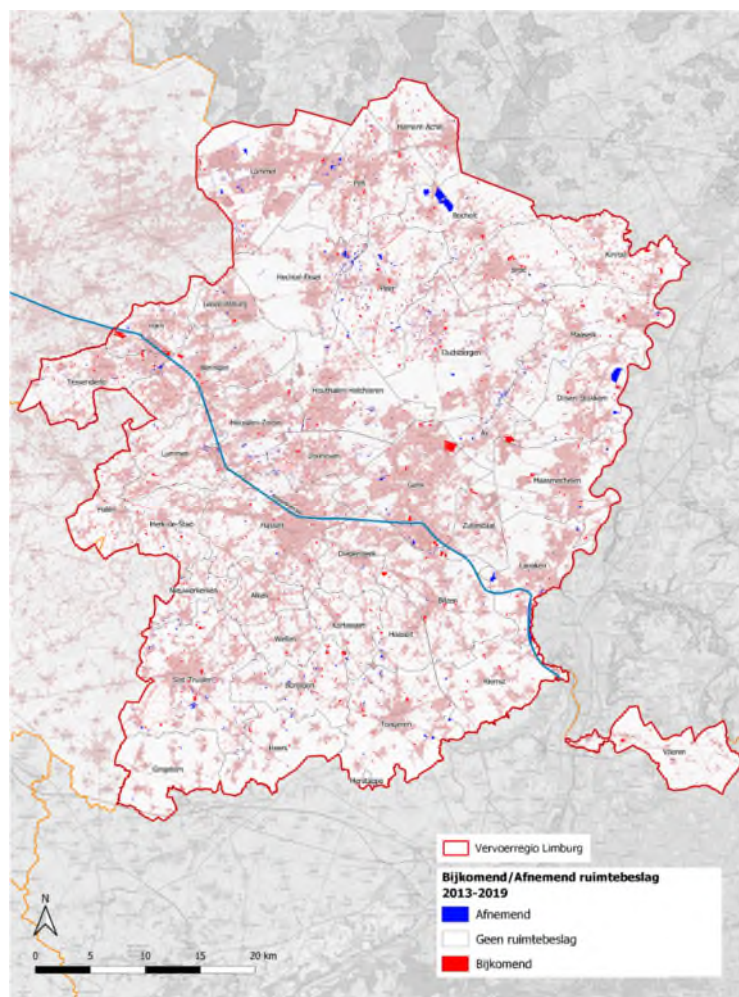 Hamont-Achel
Lommel
Pelt
Bocholt
Kinrooi
Hechtel-Eksel
Peer
Bree
Leopoldsburg
Ham
Maaseik
Oudsbergen
Tessenderlo
Beringen
Houthalen-Helchteren
Dilsen-Stokkem
Heusden-Zolder
As
Lummen
Zonhoven
Genk
Maasmechelen
Halen
Herk-de-Stad
Hasselt
Zutendaal
Diepenbeek
Lanaken
Nieuwerkerken
Alken
Bilzen
Kortessem
Wellen
Hoeselt
Sint-Truiden
Borgloon
Riemst
Tongeren
Heers
Voeren
Gingelom
Herstappe
Vervoerregio Limburg
Bijkomend/Afnemend ruimtebeslag
2013-2019
Afnemend
Geen ruimtebeslag
Bijkomend
N
0 5 10 15 20 km